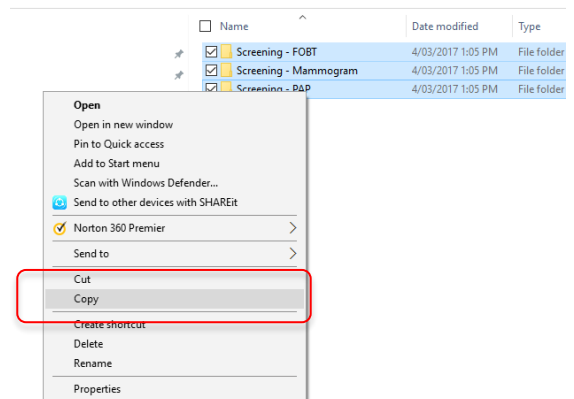 Name Date modified Type
Screening - FOBT 4/03/2017 1:05 PM File folder
Screening - Mammogram 4/03/2017 1:05 PM File folder
Screening - PAP 4/03/2017 1:05 PM File folder
Open
Open in new window
Pin to Quick access
Add to Start menu
Scan with Windows Defender...
Send to other devices with SHAREit
Norton 360 Premier
Send to
Cut
Copy
Create shortcut
Delete
Rename
Properties